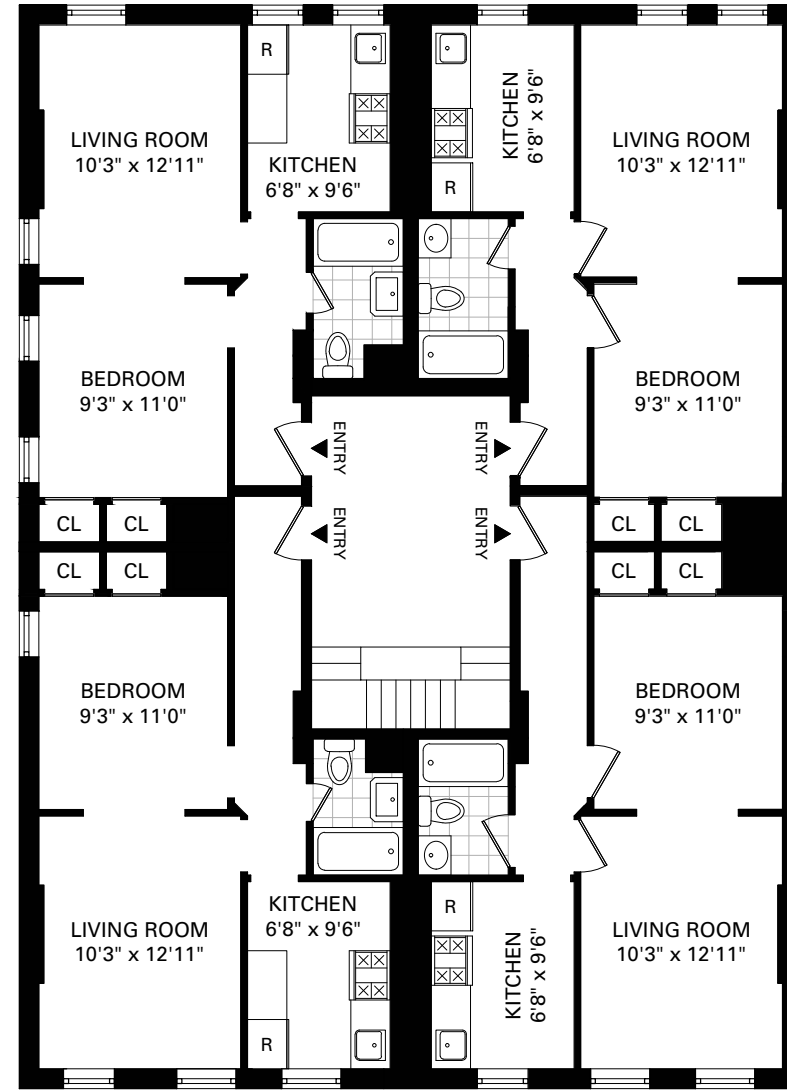 R
KITCHEN
6'8" x 9'6"
LIVING ROOM
10'3" x 12'11"
LIVING ROOM
10'3" x 12'11"
KITCHEN
6'8" x 9'6"
R
BEDROOM
9'3" x 11'0"
BEDROOM
9'3" x 11'0"
ENTRY
ENTRY
CL
CL
CL
CL
ENTRY
ENTRY
CL
CL
CL
CL
BEDROOM
9'3" x 11'0"
BEDROOM
9'3" x 11'0"
KITCHEN
6'8" x 9'6"
R
LIVING ROOM
10'3" x 12'11"
KITCHEN
6'8" x 9'6"
LIVING ROOM
10'3" x 12'11"
R